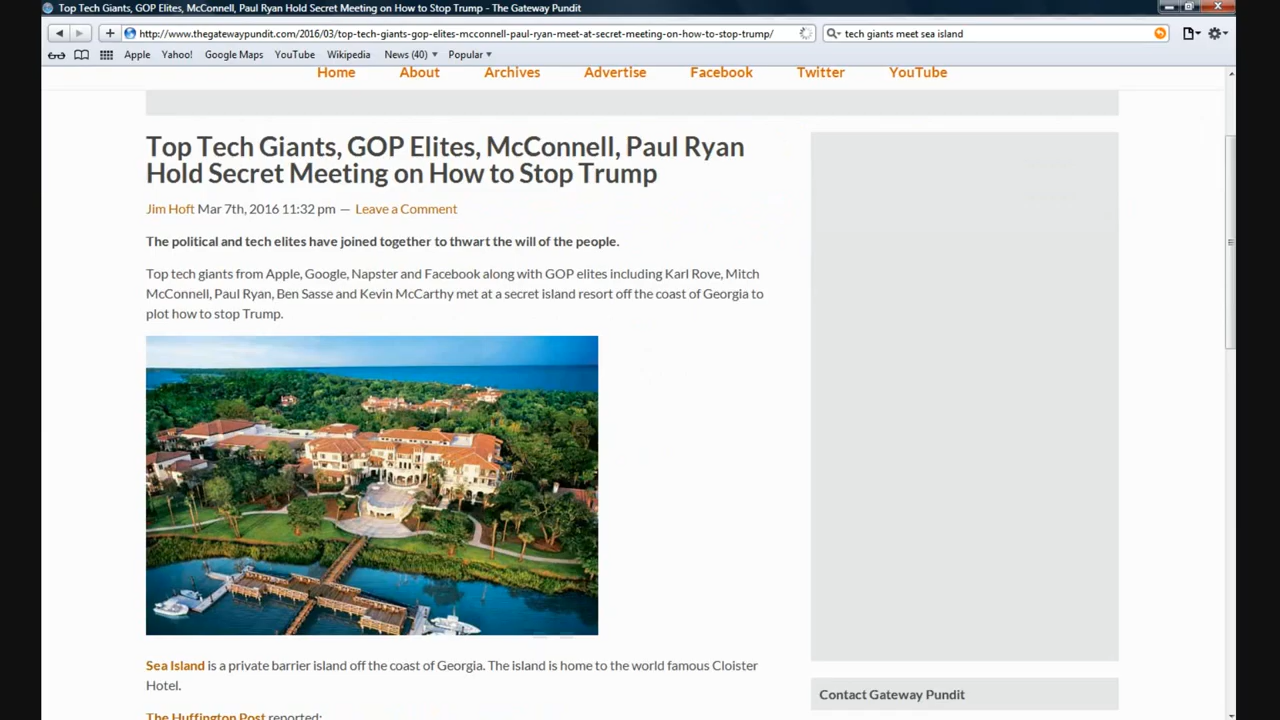 Top Tech Giants, GOP Elites, McConnell, Paul Ryan Hold Secret Meeting on How to Stop Trump - The Gateway Pundit
http://www.thegatewaypundit.com/2016/03/top-tech-giants-gop-elites-mcconnell-paul-ryan-meet-at-secret-meeting-on-how-to-stop-trump/
tech giants meet sea island
Apple Yahoo! Google Maps YouTube Wikipedia News (40) Popular
Home About Archives Advertise Facebook Twitter YouTube
Top Tech Giants, GOP Elites, McConnell, Paul Ryan
Hold Secret Meeting on How to Stop Trump
Jim Hoft Mar 7th, 2016 11:32 pm — Leave a Comment
The political and tech elites have joined together to thwart the will of the people.
Top tech giants from Apple, Google, Napster and Facebook along with GOP elites including Karl Rove, Mitch
McConnell, Paul Ryan, Ben Sasse and Kevin McCarthy met at a secret island resort off the coast of Georgia to
plot how to stop Trump.
Sea Island is a private barrier island off the coast of Georgia. The island is home to the world famous Cloister
Hotel.
The Huffington Post reported:
Contact Gateway Pundit